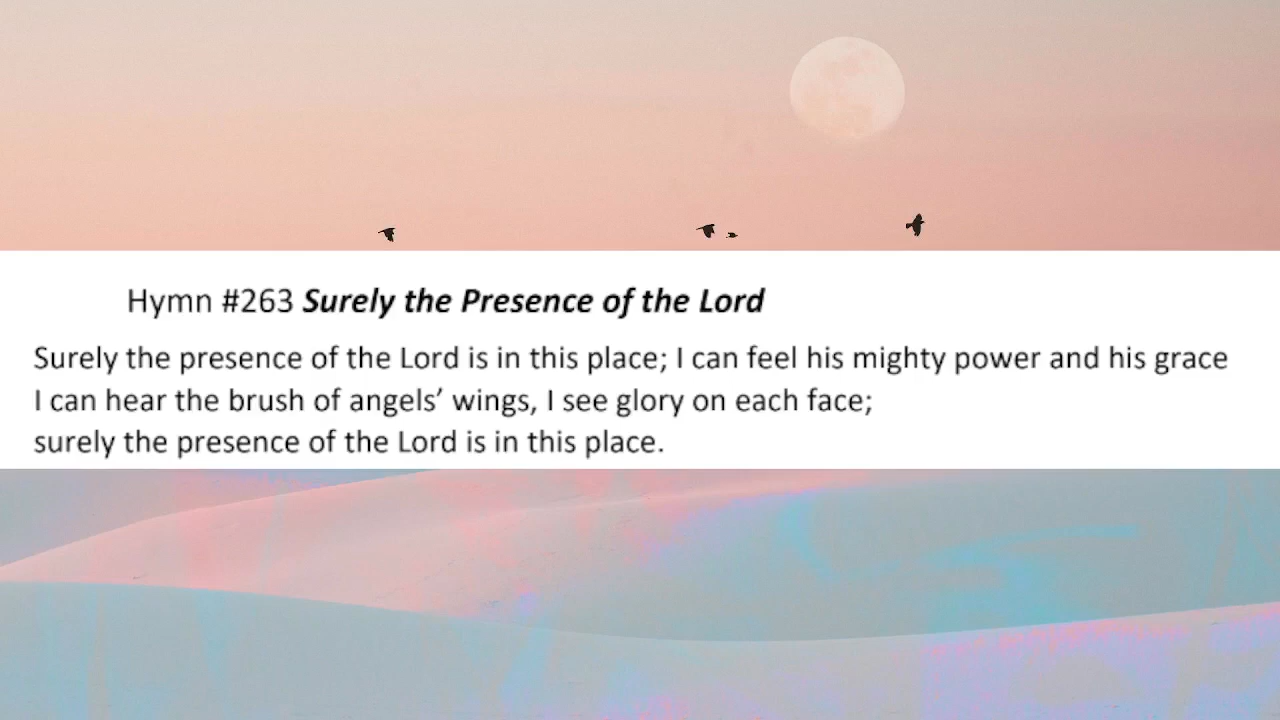 Hymn #263 Surely the Presence of the Lord
Surely the presence of the Lord is in this place; I can feel his mighty power and his grace
I can hear the brush of angels’ wings, I see glory on each face;
surely the presence of the Lord is in this place.